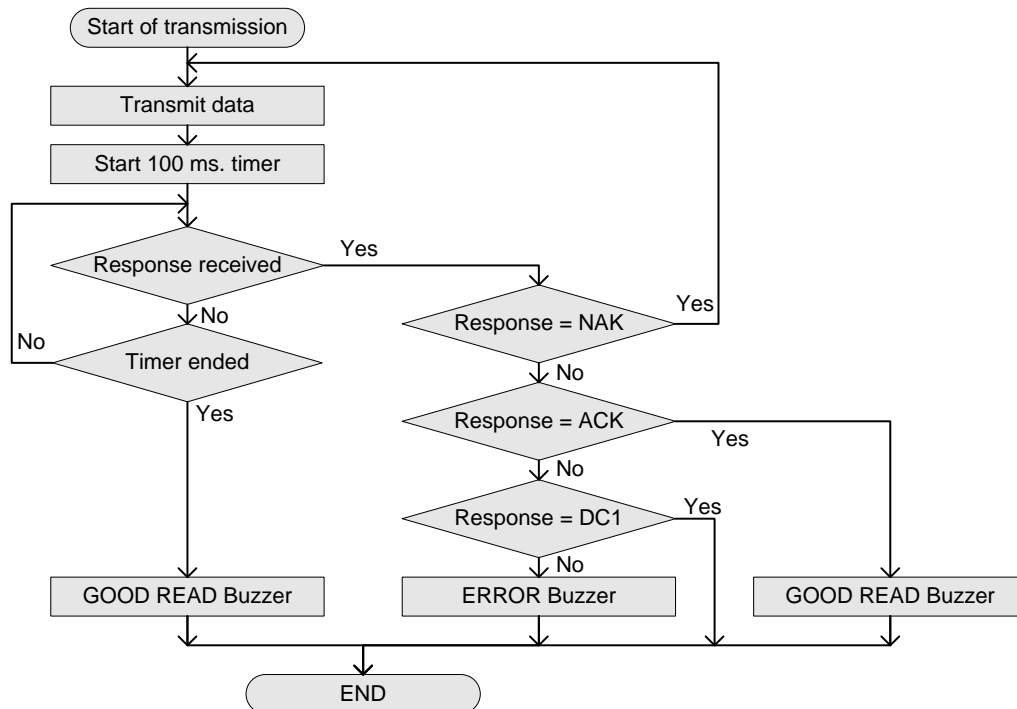 Start of transmission
Transmit data
Start 100 ms. timer
Response received
Yes
No
Timer ended
No
Yes
Response = NAK
Yes
No
Response = ACK
Yes
No
Response = DC1
Yes
No
GOOD READ Buzzer
ERROR Buzzer
GOOD READ Buzzer
END